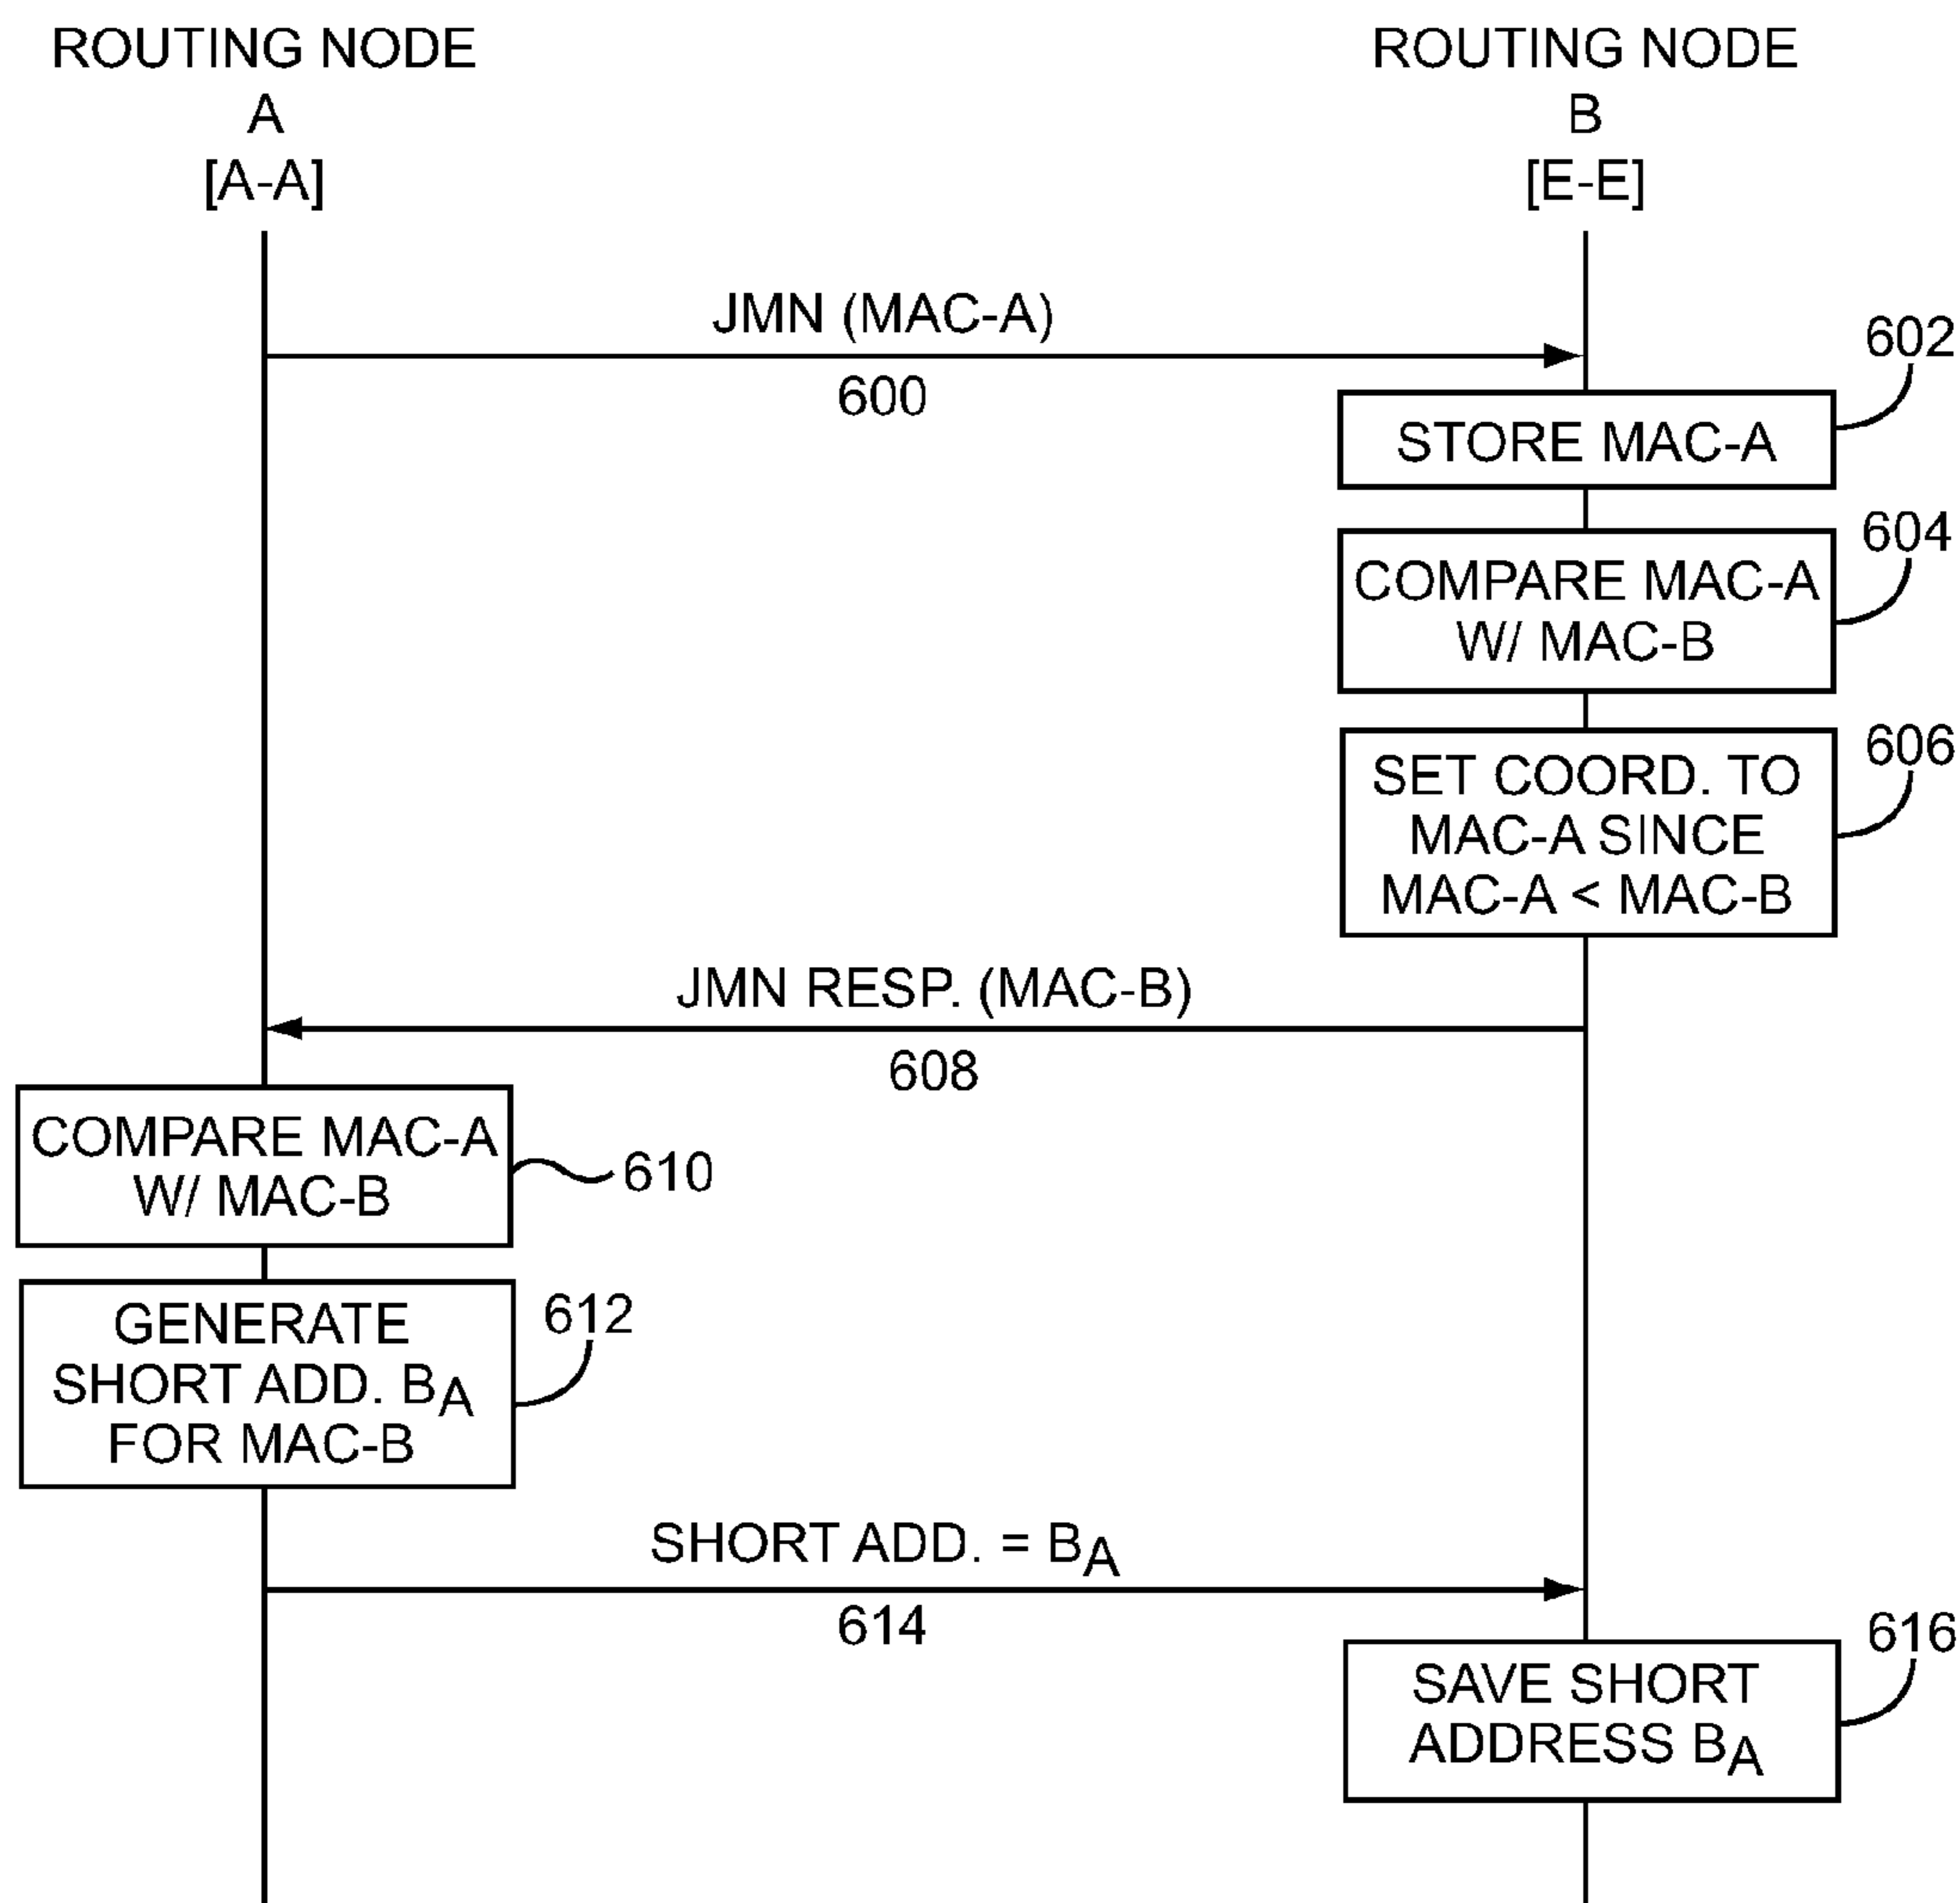 ROUTING NODE
A
[A-A]
ROUTING NODE
B
[E-E]
JMN (MAC-A)
600
602
STORE MAC-A
604
COMPARE MAC-A
W/ MAC-B
606
SET COORD. TO
MAC-A SINCE
MAC-A < MAC-B
JMN RESP. (MAC-B)
608
COMPARE MAC-A
W/ MAC-B
610
GENERATE
SHORT ADD. BA
FOR MAC-B
612
SHORT ADD. = BA
614
616
SAVE SHORT
ADDRESS BA